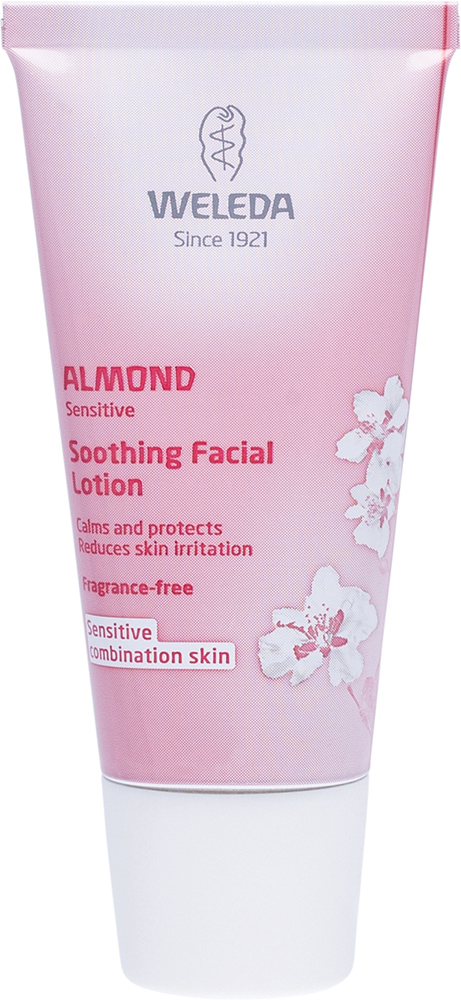 WELEDA
Since 1921
ALMOND
Sensitive
Soothing Facial
Lotion
Calms and protects
Reduces skin irritation
Fragrance-free
Sensitive
combination skin